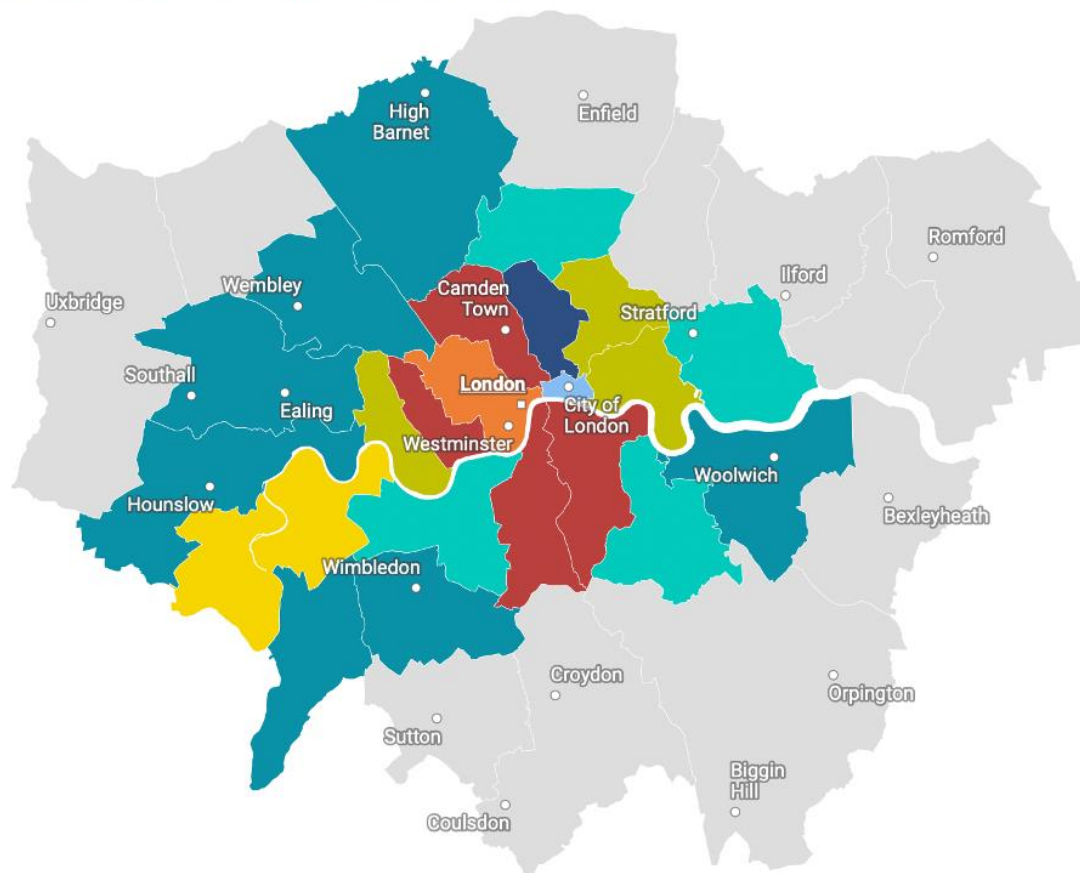 High
Barnet
Enfield
Romford
Ilford
Camden
Town
Wembley
Uxbridge
Stratford
Southall
London
Ealing
City of
London
Westminster
Woolwich
Hounslow
Bexleyheath
Wimbledon
Croydon
Orpington
Sutton
Biggin
Hill
Coulsdon